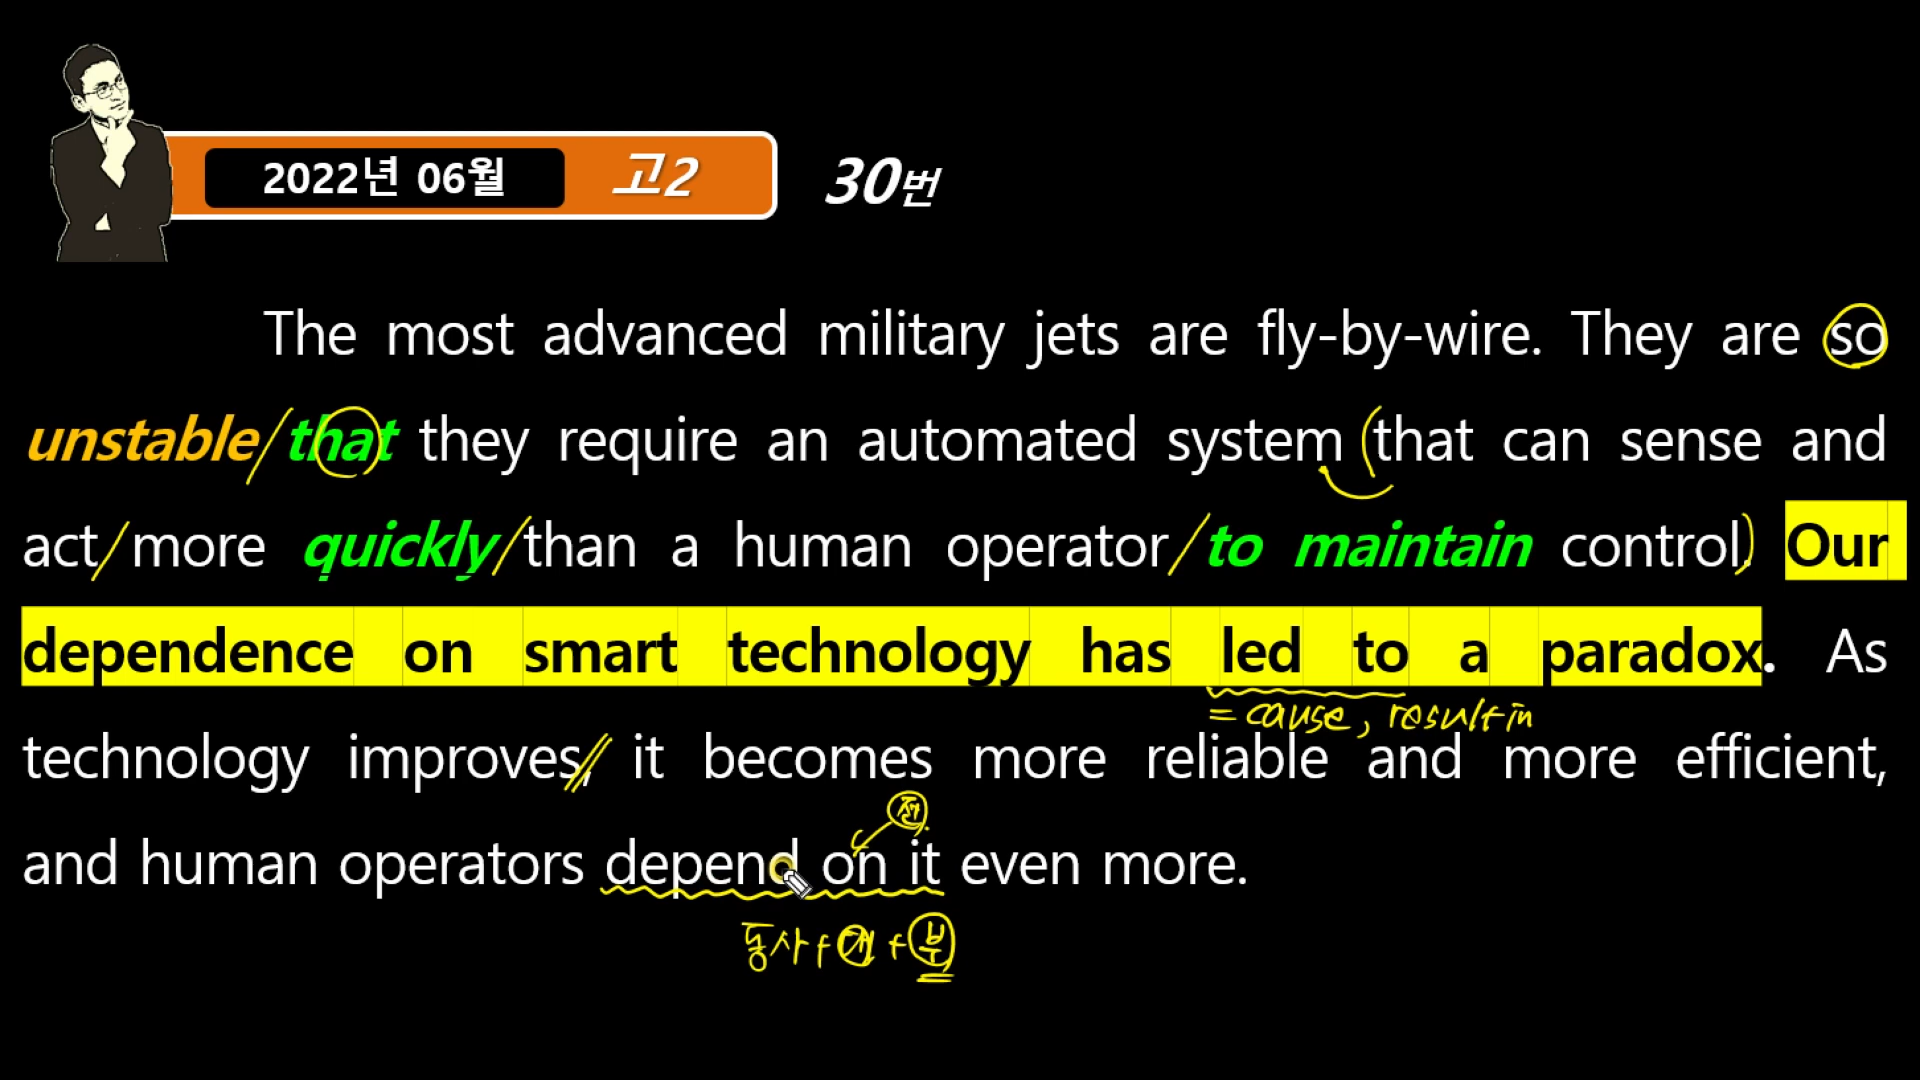 2022년 06월 고2 30번
The most advanced military jets are fly-by-wire. They are so
unstable that they require an automated system (that can sense and
act more quickly than a human operator to maintain control.) Our
dependence on smart technology has led to a paradox. As
= cause, result in
technology improves, it becomes more reliable and more efficient,
전
and human operators depend on it even more.
동사 + + 부